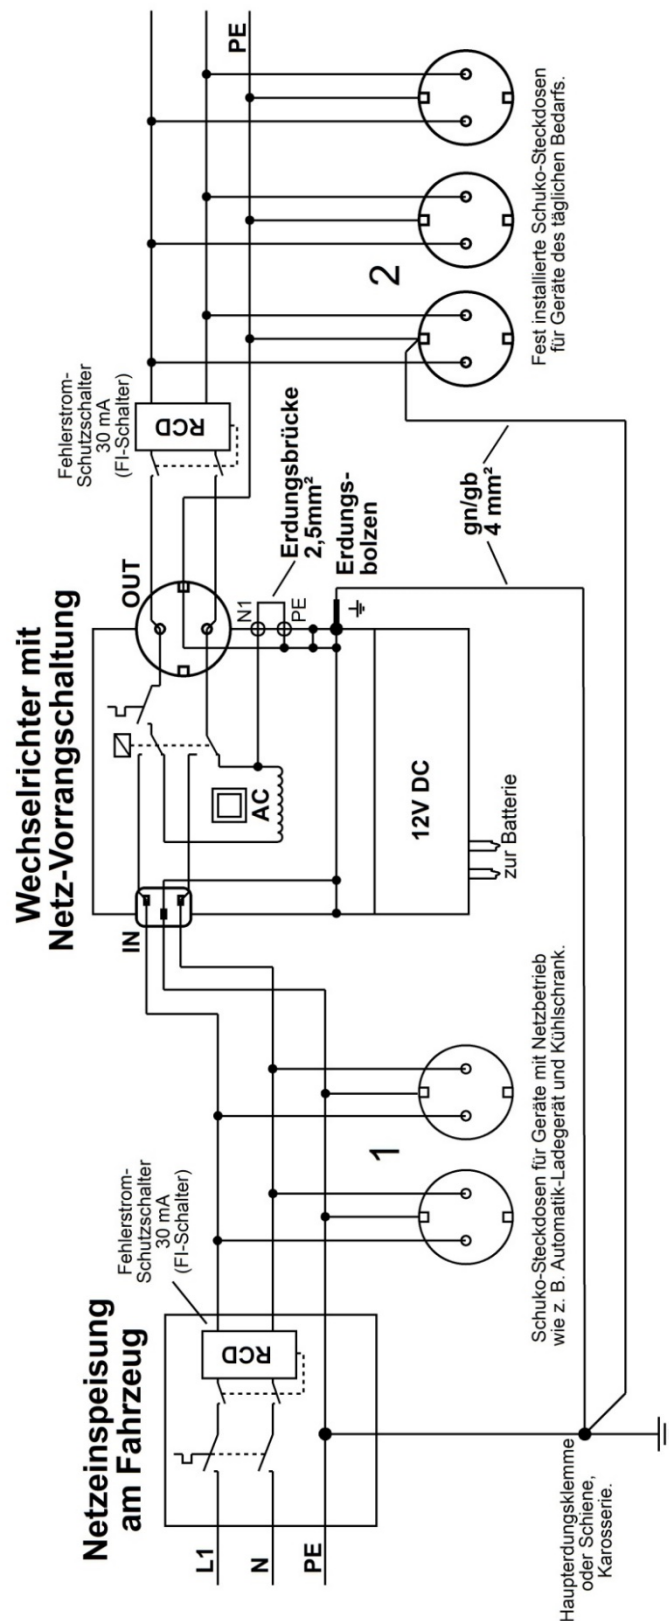 Netzeinspeisung
am Fahrzeug
Fehlerstrom-
Schutzschalter
30 mA
(FI-Schalter)
L1
N
PE
RCD
1
Schuko-Steckdosen für Geräte mit Netzbetrieb
wie z. B. Automatik-Ladegerät und Kühlschrank.
Haupterdungsklemme
oder Schiene,
Karosserie.
Wechselrichter mit
Netz-Vorrangschaltung
IN
OUT
AC
N1
PE
12V DC
zur Batterie
Erdungsbrücke
2,5mm²
Erdungs-
bolzen
gn/gb
4 mm²
Fehlerstrom-
Schutzschalter
30 mA
(FI-Schalter)
RCD
PE
2
Fest installierte Schuko-Steckdosen
für Geräte des täglichen Bedarfs.